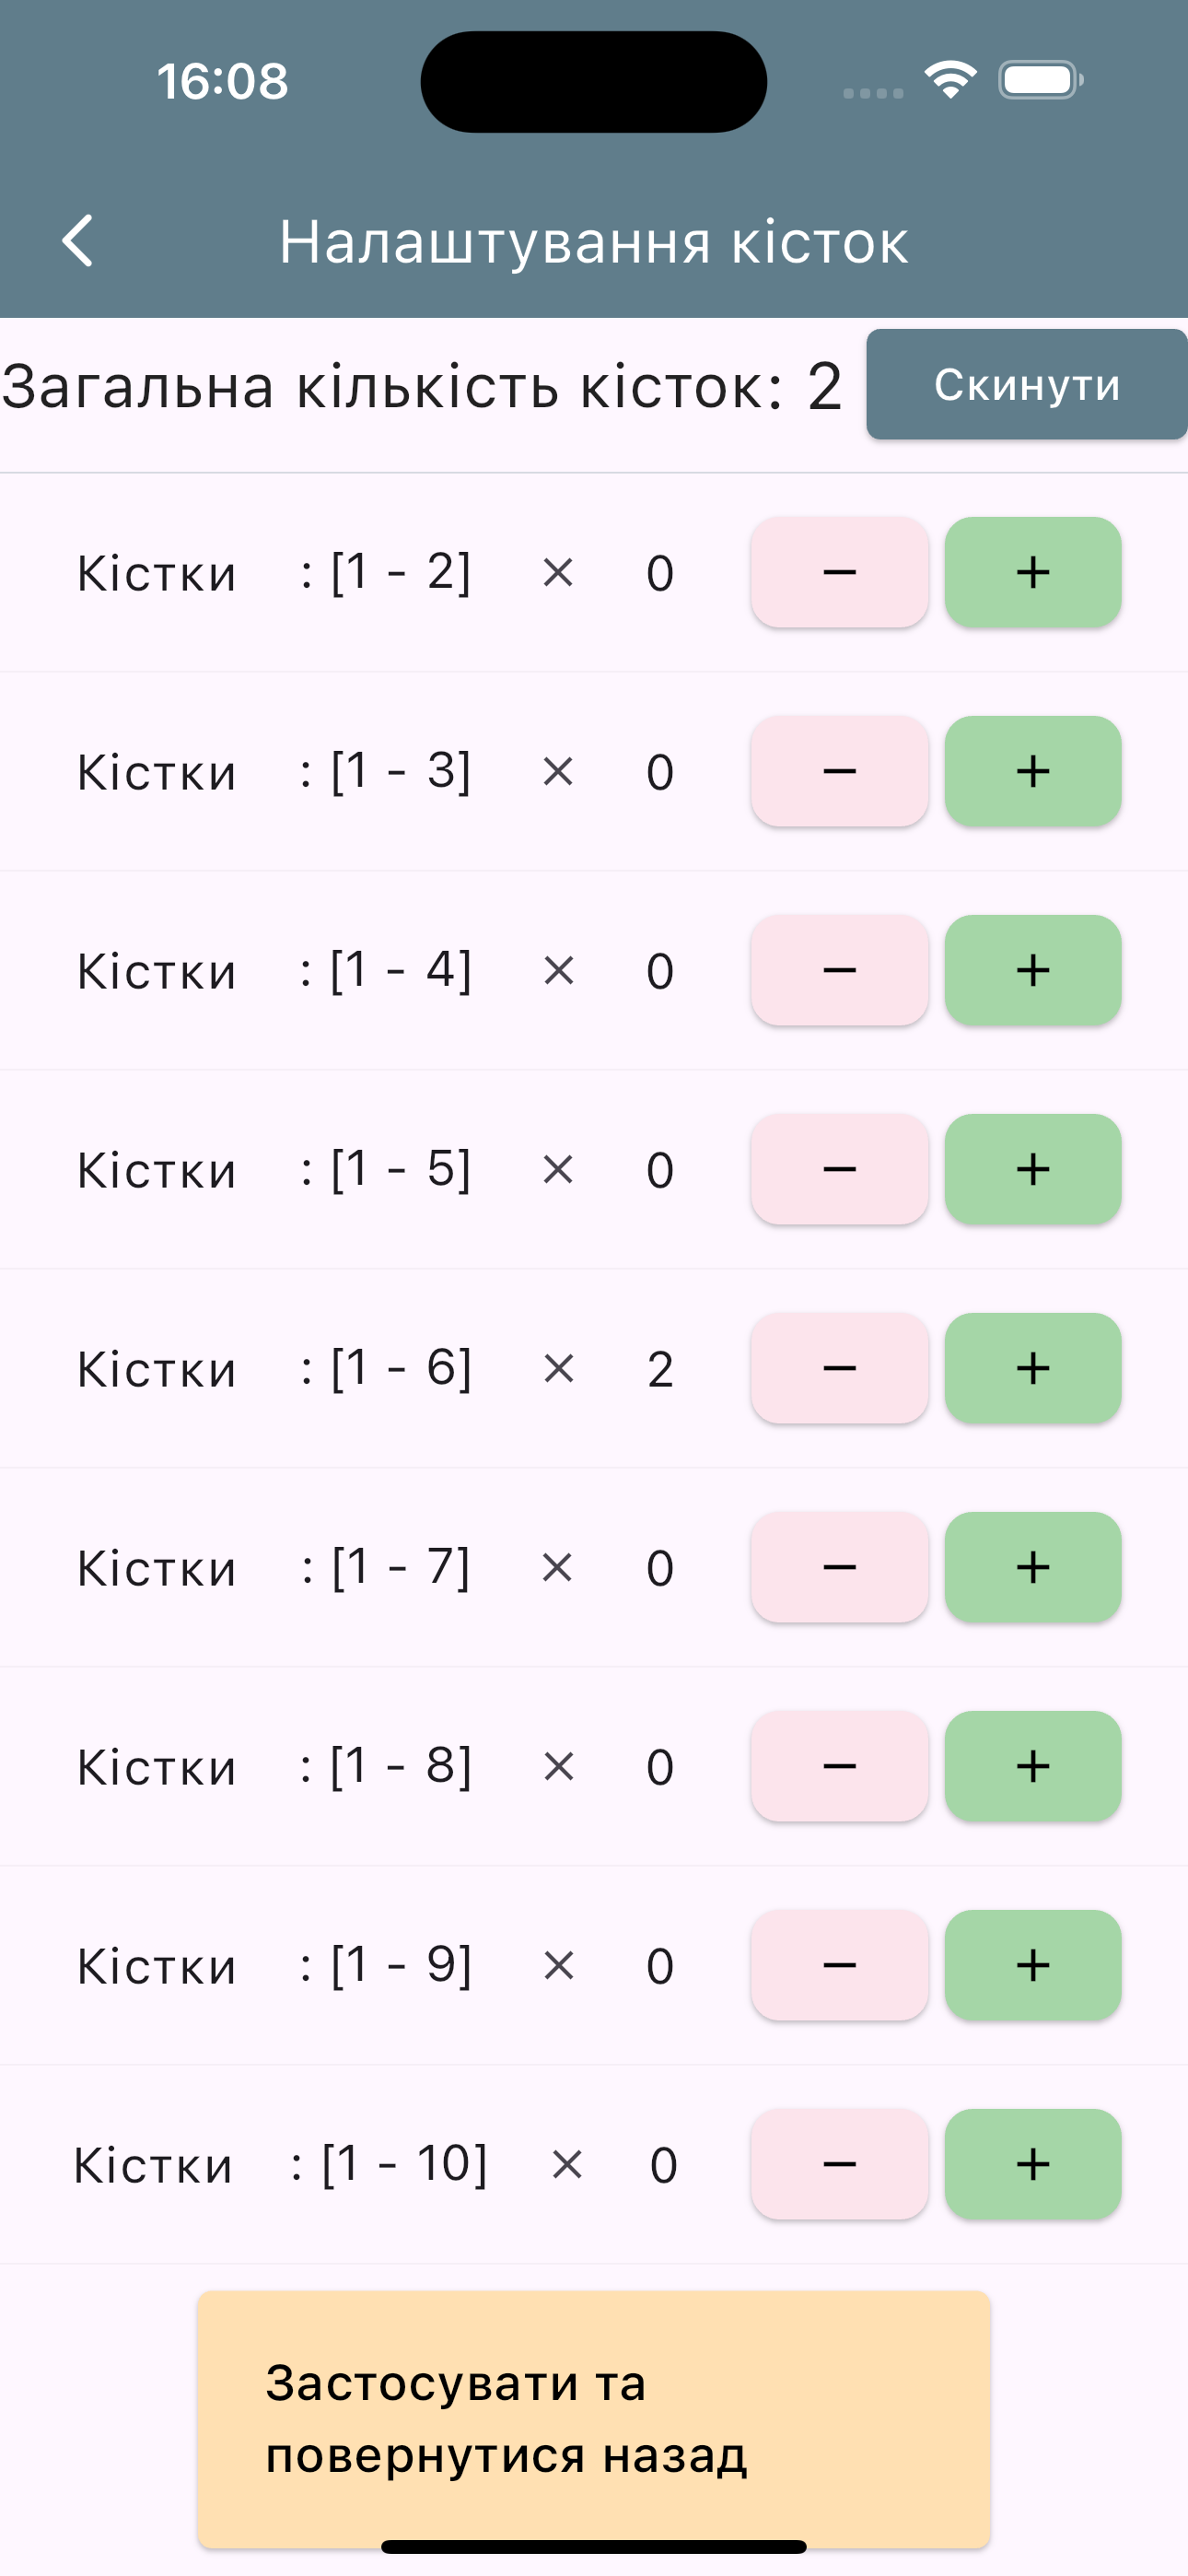 16:08
Налаштування кісток
Загальна кількість кісток: 2 Скинути
Кістки : [1 - 2] × 0 − +
Кістки : [1 - 3] × 0 − +
Кістки : [1 - 4] × 0 − +
Кістки : [1 - 5] × 0 − +
Кістки : [1 - 6] × 2 − +
Кістки : [1 - 7] × 0 − +
Кістки : [1 - 8] × 0 − +
Кістки : [1 - 9] × 0 − +
Кістки : [1 - 10] × 0 − +
Застосувати та
повернутися назад